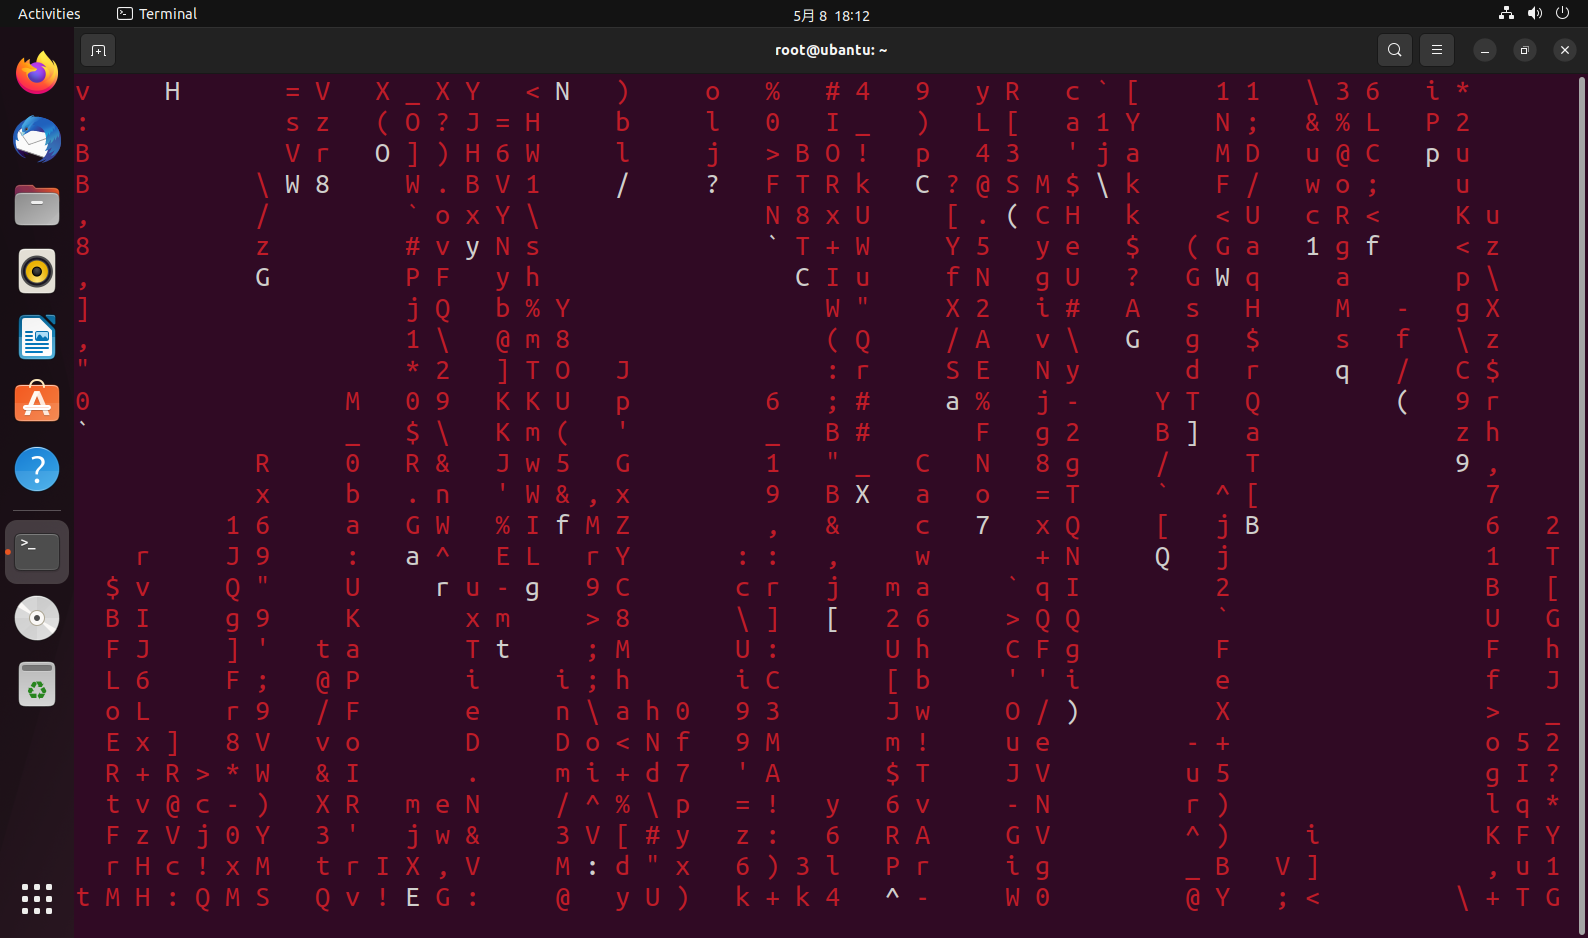 Activities Terminal 5月 8 18:12
root@ubantu: ~
v H = V X _ X Y < N ) o % # 4 9 y R c ` [ 1 1 \ 3 6 i *
: s z ( O ? J = H b l 0 I _ ) L [ a 1 Y N ; & % L P 2
B V r O ] ) H 6 W l j > B O ! p 4 3 ' j a M D u @ C p u
B \ W 8 W . B V 1 / ? F T R k C ? @ S M $ \ k F / w o ; u
, / ` o x Y \ N 8 x U [ . ( C H k < U c R < K u
8 z # v y N s ` T + W Y 5 y e $ ( G a 1 g f < z
, G P F y h C I u f N g U ? G W q a p \
] j Q b % Y W " X 2 i # A s H M - g X
, 1 \ @ m 8 ( Q / A v \ G g $ s f \ z
" * 2 ] T O J : r S E N y d r q / C $
0 M 0 9 K K U p 6 ; # a % j - Y T Q ( 9 r
` _ $ \ K m ( ' _ B # F g 2 B ] a z h
R 0 R & J w 5 G 1 " _ C N 8 g / T 9 ,
x b . n ' W & , x 9 B X a o = T ` ^ [ 7
1 6 a G W % I f M Z , & c 7 x Q [ j B 6 2
r J 9 : a ^ E L r Y : : , w + N Q j 1 T
$ v Q " U r u - g 9 C c r j m a ` q I 2 B [
B I g 9 K x m > 8 \ ] [ 2 6 > Q Q ` U G
F J ] ' t a T t ; M U : U h C F g F F h
L 6 F ; @ P i i ; h i C [ b ' ' i e f J
o L r 9 / F e n \ a h 0 9 3 J w O / ) X > _
E x ] 8 V v o D D o < N f 9 M m ! u e - + o 5 2
R + R > * W & I . m i + d 7 ' A $ T J V u 5 g I ?
t v @ c - ) X R m e N / ^ % \ p = ! y 6 v - N r ) l q *
F z V j 0 Y 3 ' j w & 3 V [ # y z : 6 R A G V ^ ) i K F Y
r H c ! x M t r I X , V M : d " x 6 ) 3 l P r i g _ B V ] , u 1
t M H : Q M S Q v ! E G : @ y U ) k + k 4 ^ - W 0 @ Y ; < \ + T G